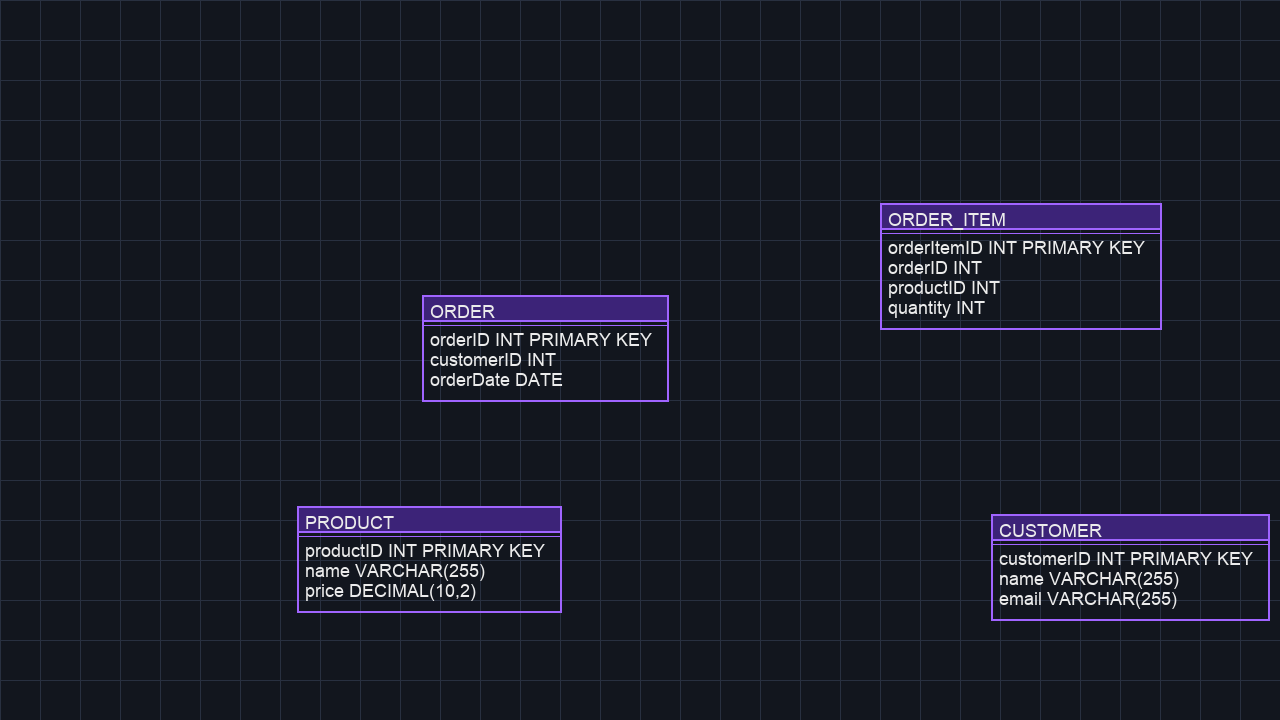 ORDER_ITEM
orderItemID INT PRIMARY KEY
orderID INT
productID INT
quantity INT
ORDER
orderID INT PRIMARY KEY
customerID INT
orderDate DATE
PRODUCT
productID INT PRIMARY KEY
name VARCHAR(255)
price DECIMAL(10,2)
CUSTOMER
customerID INT PRIMARY KEY
name VARCHAR(255)
email VARCHAR(255)